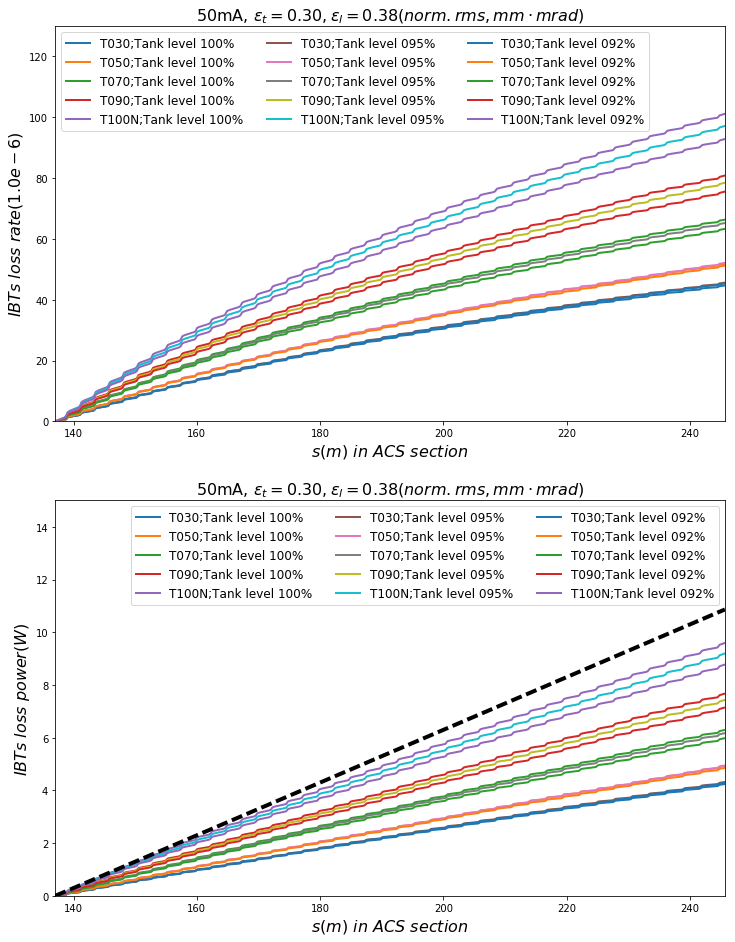 50mA, εt = 0.30, εl = 0.38(norm.rms, mm · mrad)
T030;Tank level 100% T030;Tank level 095% T030;Tank level 092%
T050;Tank level 100% T050;Tank level 095% T050;Tank level 092%
T070;Tank level 100% T070;Tank level 095% T070;Tank level 092%
T090;Tank level 100% T090;Tank level 095% T090;Tank level 092%
T100N;Tank level 100% T100N;Tank level 095% T100N;Tank level 092%
IBTs loss rate(1.0e − 6)
120
100
80
60
40
20
0
140 160 180 200 220 240
s(m) in ACS section
50mA, εt = 0.30, εl = 0.38(norm.rms, mm · mrad)
T030;Tank level 100% T030;Tank level 095% T030;Tank level 092%
T050;Tank level 100% T050;Tank level 095% T050;Tank level 092%
T070;Tank level 100% T070;Tank level 095% T070;Tank level 092%
T090;Tank level 100% T090;Tank level 095% T090;Tank level 092%
T100N;Tank level 100% T100N;Tank level 095% T100N;Tank level 092%
IBTs loss power(W)
14
12
10
8
6
4
2
0
140 160 180 200 220 240
s(m) in ACS section